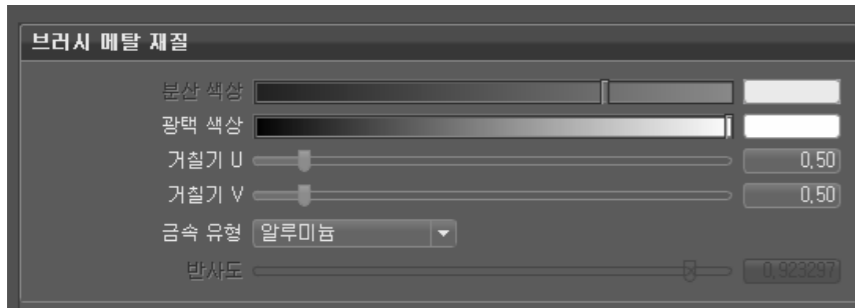 브러시 메탈 재질
분산 색상
광택 색상
거칠기 U 0,50
거칠기 V 0,50
금속 유형 알루미늄
반사도 0,923297